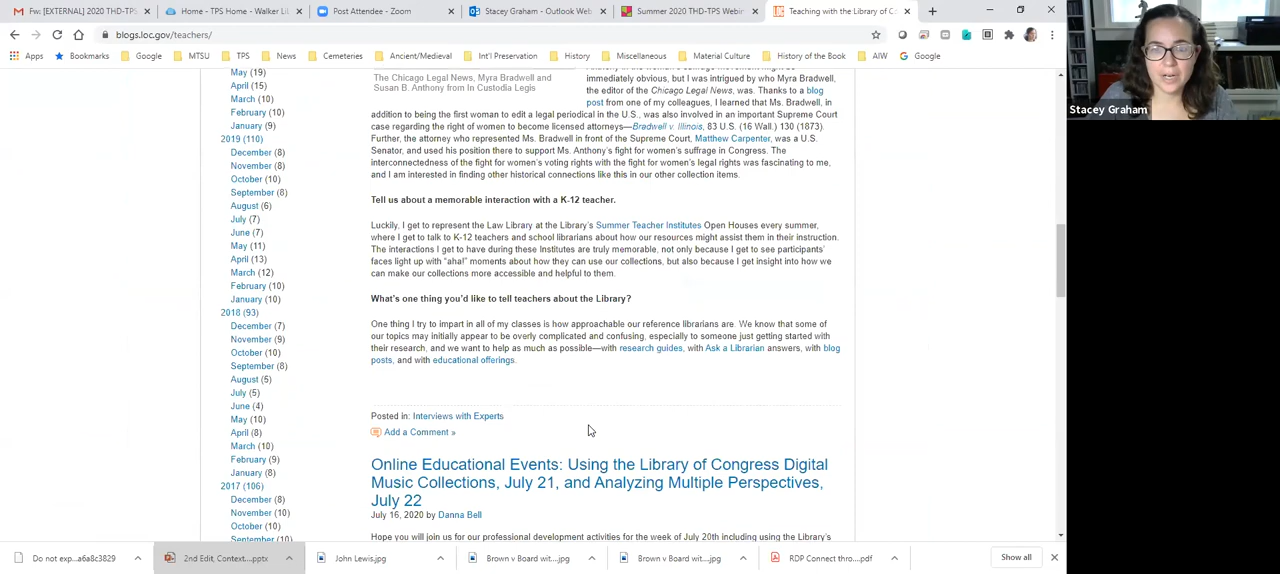 Fw: [EXTERNAL] 2020 THD-TPS
Home - TPS Home - Walker Li
Post Attendee - Zoom
Stacey Graham - Outlook Web
Summer 2020 THD-TPS Webin
Teaching with the Library of C
blogs.loc.gov/teachers/
Apps
Bookmarks
Google
MTSU
TPS
News
Cemeteries
Ancient/Medieval
Int'l Preservation
History
Miscellaneous
Material Culture
History of the Book
AIY
Google
May (19)
April (15)
March (10)
February (10)
January (9)
2019 (110)
December (8)
November (8)
October (10)
September (8)
August (6)
July (7)
June (7)
May (11)
April (13)
March (12)
February (10)
January (10)
2018 (93)
December (7)
November (9)
October (10)
September (8)
August (5)
July (5)
June (4)
May (10)
April (8)
March (10)
February (9)
January (8)
2017 (106)
December (8)
November (10)
October (10)
September (10)
The Chicago Legal News, Myra Bradwell and
Susan B. Anthony from In Custodia Legis
immediately obvious, but I was intrigued by who Myra Bradwell,
the editor of the Chicago Legal News, was. Thanks to a blog
post from one of my colleagues, I learned that Ms. Bradwell, in
addition to being the first woman to edit a legal periodical in the U.S., was also involved in an important Supreme Court
case regarding the right of women to become licensed attorneys—Bradwell v. Illinois, 83 U.S. (16 Wall.) 130 (1873).
Further, the attorney who represented Ms. Bradwell in front of the Supreme Court, Matthew Carpenter, was a U.S.
Senator, and used his position there to support Ms. Anthony's fight for women's suffrage in Congress. The
interconnectedness of the fight for women's voting rights with the fight for women's legal rights was fascinating to me,
and I am interested in finding other historical connections like this in our other collection items.
Tell us about a memorable interaction with a K-12 teacher.
Luckily, I get to represent the Law Library at the Library's Summer Teacher Institutes Open Houses every summer,
where I get to talk to K-12 teachers and school librarians about how our resources might assist them in their instruction.
The interactions I get to have during these Institutes are truly memorable, not only because I get to see participants'
faces light up with "aha!" moments about how they can use our collections, but also because I get insight into how we
can make our collections more accessible and helpful to them.
What's one thing you'd like to tell teachers about the Library?
One thing I try to impart in all of my classes is how approachable our reference librarians are. We know that some of
our topics may initially appear to be overly complicated and confusing, especially to someone just getting started with
their research, and we want to help as much as possible—with research guides, with Ask a Librarian answers, with blog
posts, and with educational offerings.
Posted in: Interviews with Experts
Add a Comment »
Online Educational Events: Using the Library of Congress Digital
Music Collections, July 21, and Analyzing Multiple Perspectives,
July 22
July 16, 2020 by Danna Bell
Hope you will join us for our professional development activities for the week of July 20th including using the Library's
Stacey Graham
Do not exp...a6a8c3829
2nd Edit, Context....pptx
John Lewis.jpg
Brown v Board wit...jpg
Brown v Board wit...jpg
RDP Connect thro....pdf
Show all